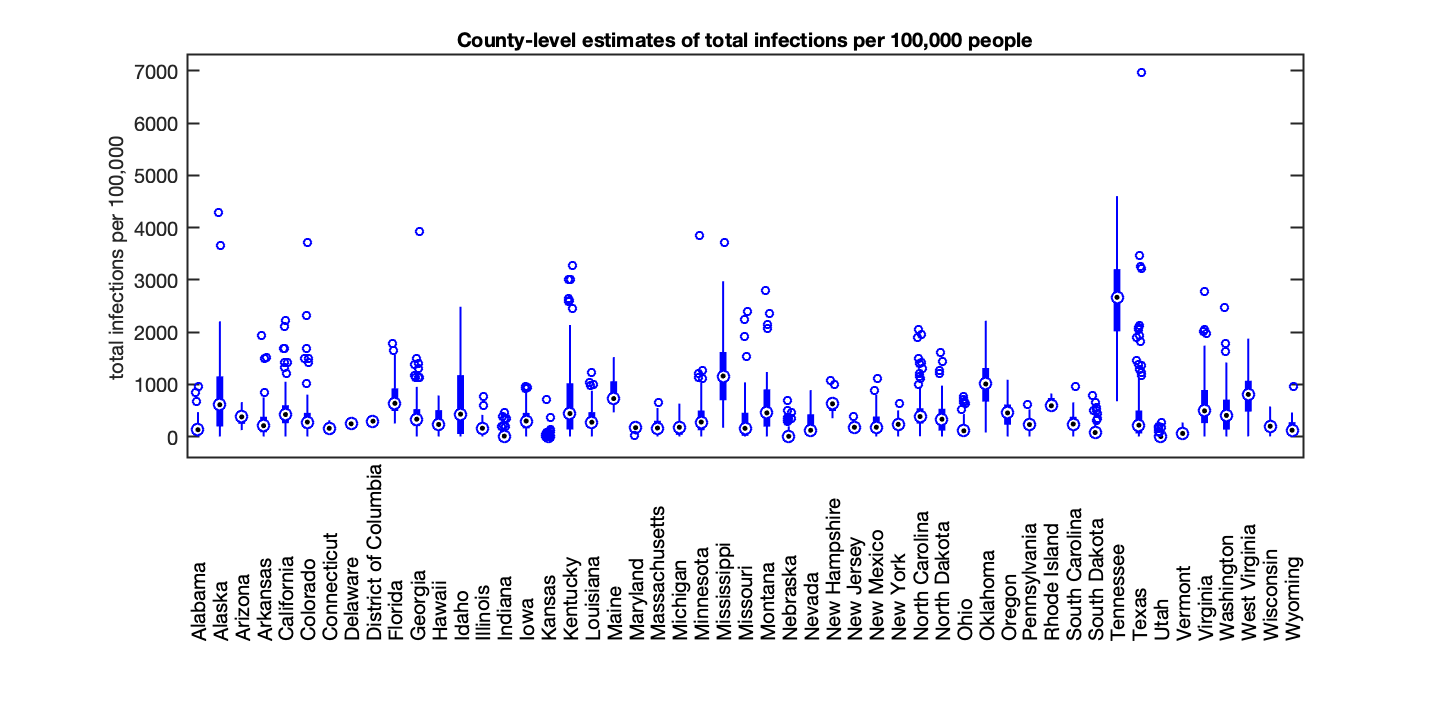 County-level estimates of total infections per 100,000 people
total infections per 100,000
7000
6000
5000
4000
3000
2000
1000
0
Alabama
Alaska
Arizona
Arkansas
California
Colorado
Connecticut
Delaware
District of Columbia
Florida
Georgia
Hawaii
Idaho
Illinois
Indiana
Iowa
Kansas
Kentucky
Louisiana
Maine
Maryland
Massachusetts
Michigan
Minnesota
Mississippi
Missouri
Montana
Nebraska
Nevada
New Hampshire
New Jersey
New Mexico
New York
North Carolina
North Dakota
Ohio
Oklahoma
Oregon
Pennsylvania
Rhode Island
South Carolina
South Dakota
Tennessee
Texas
Utah
Vermont
Virginia
Washington
West Virginia
Wisconsin
Wyoming